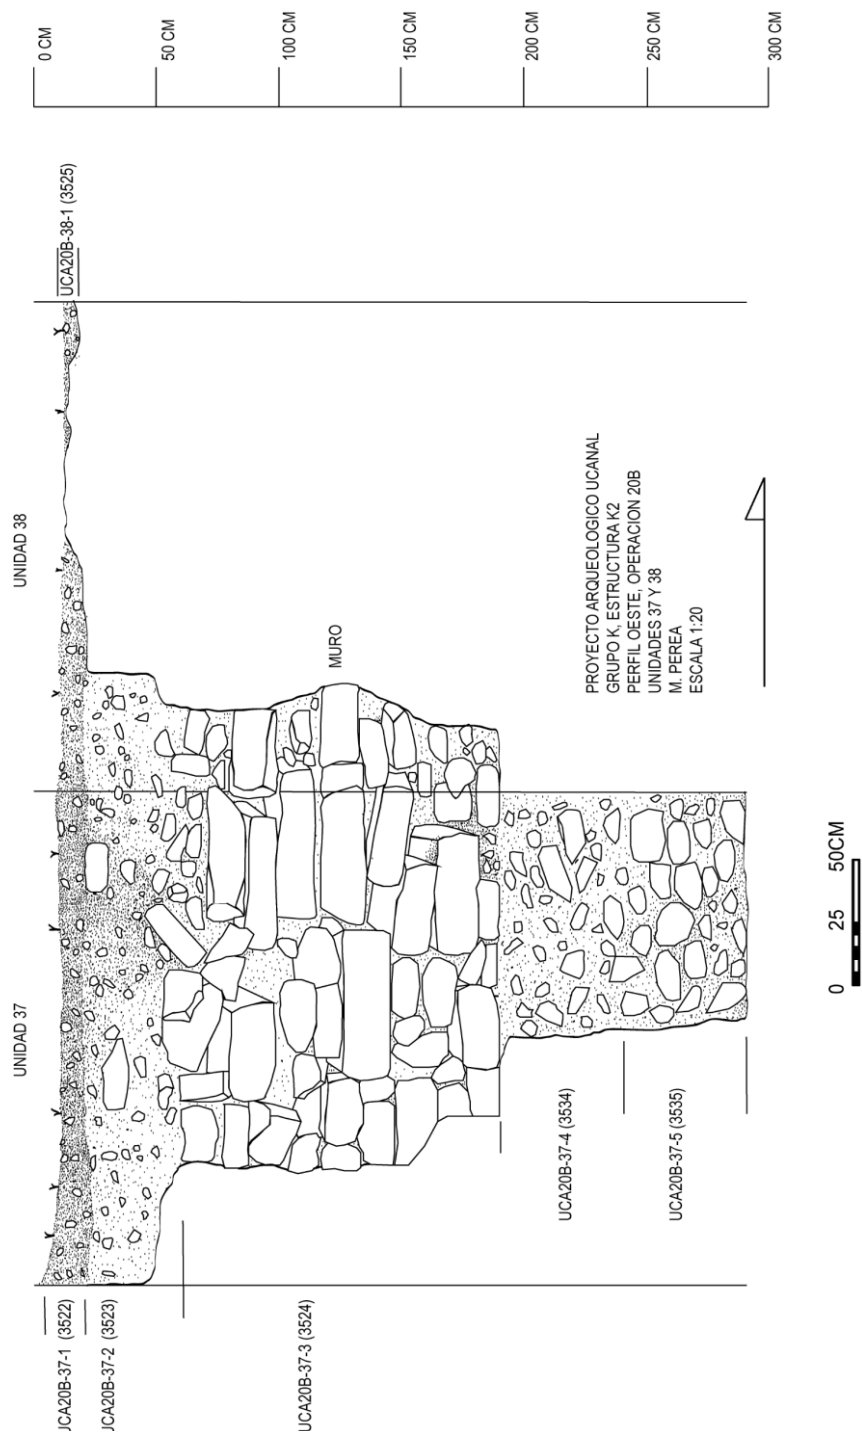 UNIDAD 37
UNIDAD 38
0 CM
50 CM
100 CM
150 CM
200 CM
250 CM
300 CM
UCA20B-37-1 (3522)
UCA20B-37-2 (3523)
UCA20B-37-3 (3524)
UCA20B-37-4 (3534)
UCA20B-37-5 (3535)
UCA20B-38-1 (3525)
MURO
PROYECTO ARQUEOLOGICO UCANAL
GRUPO K, ESTRUCTURA K2
PERFIL OESTE, OPERACION 20B
UNIDADES 37 Y 38
M. PEREA
ESCALA 1:20
0 25 50CM